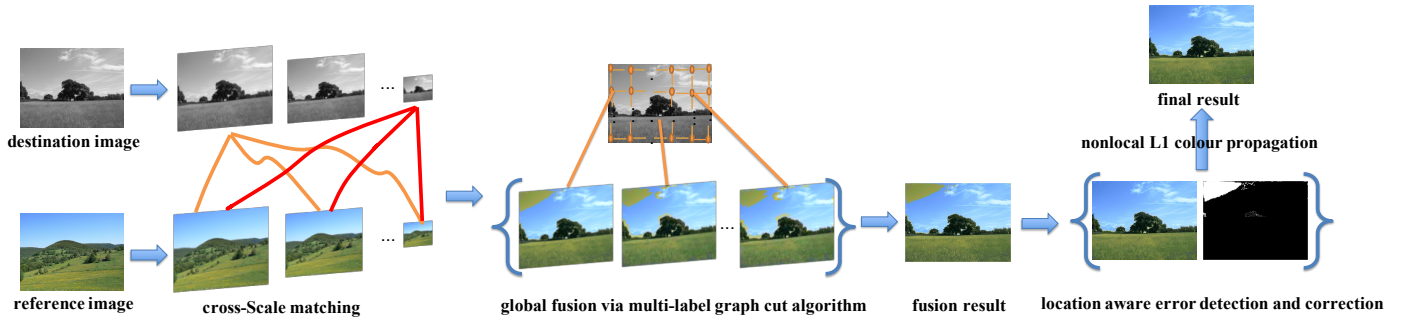 destination image
reference image
...
...
cross-Scale matching
...
global fusion via multi-label graph cut algorithm
fusion result
final result
nonlocal L1 colour propagation
location aware error detection and correction